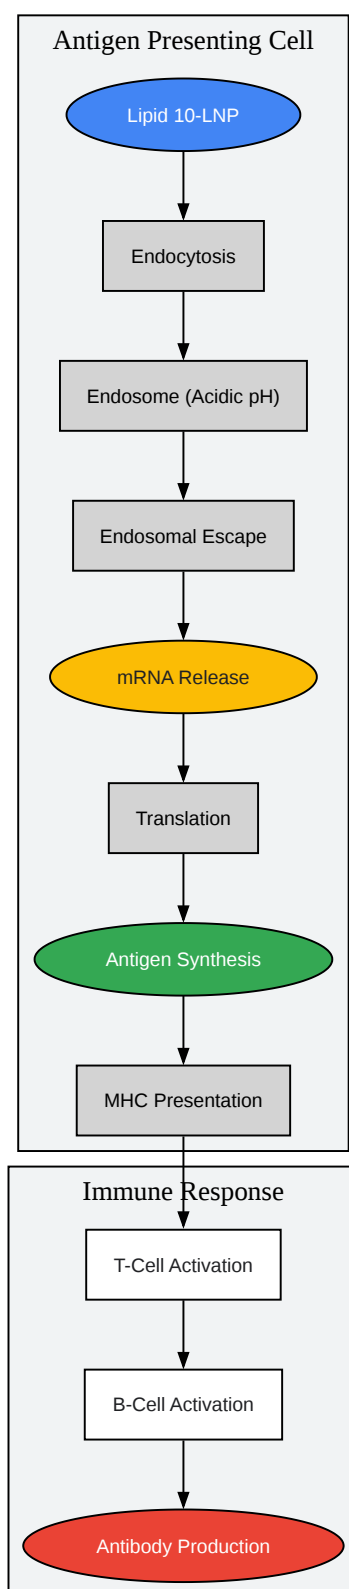 Antigen Presenting Cell
Lipid 10-LNP
Endocytosis
Endosome (Acidic pH)
Endosomal Escape
mRNA Release
Translation
Antigen Synthesis
MHC Presentation
Immune Response
T-Cell Activation
B-Cell Activation
Antibody Production